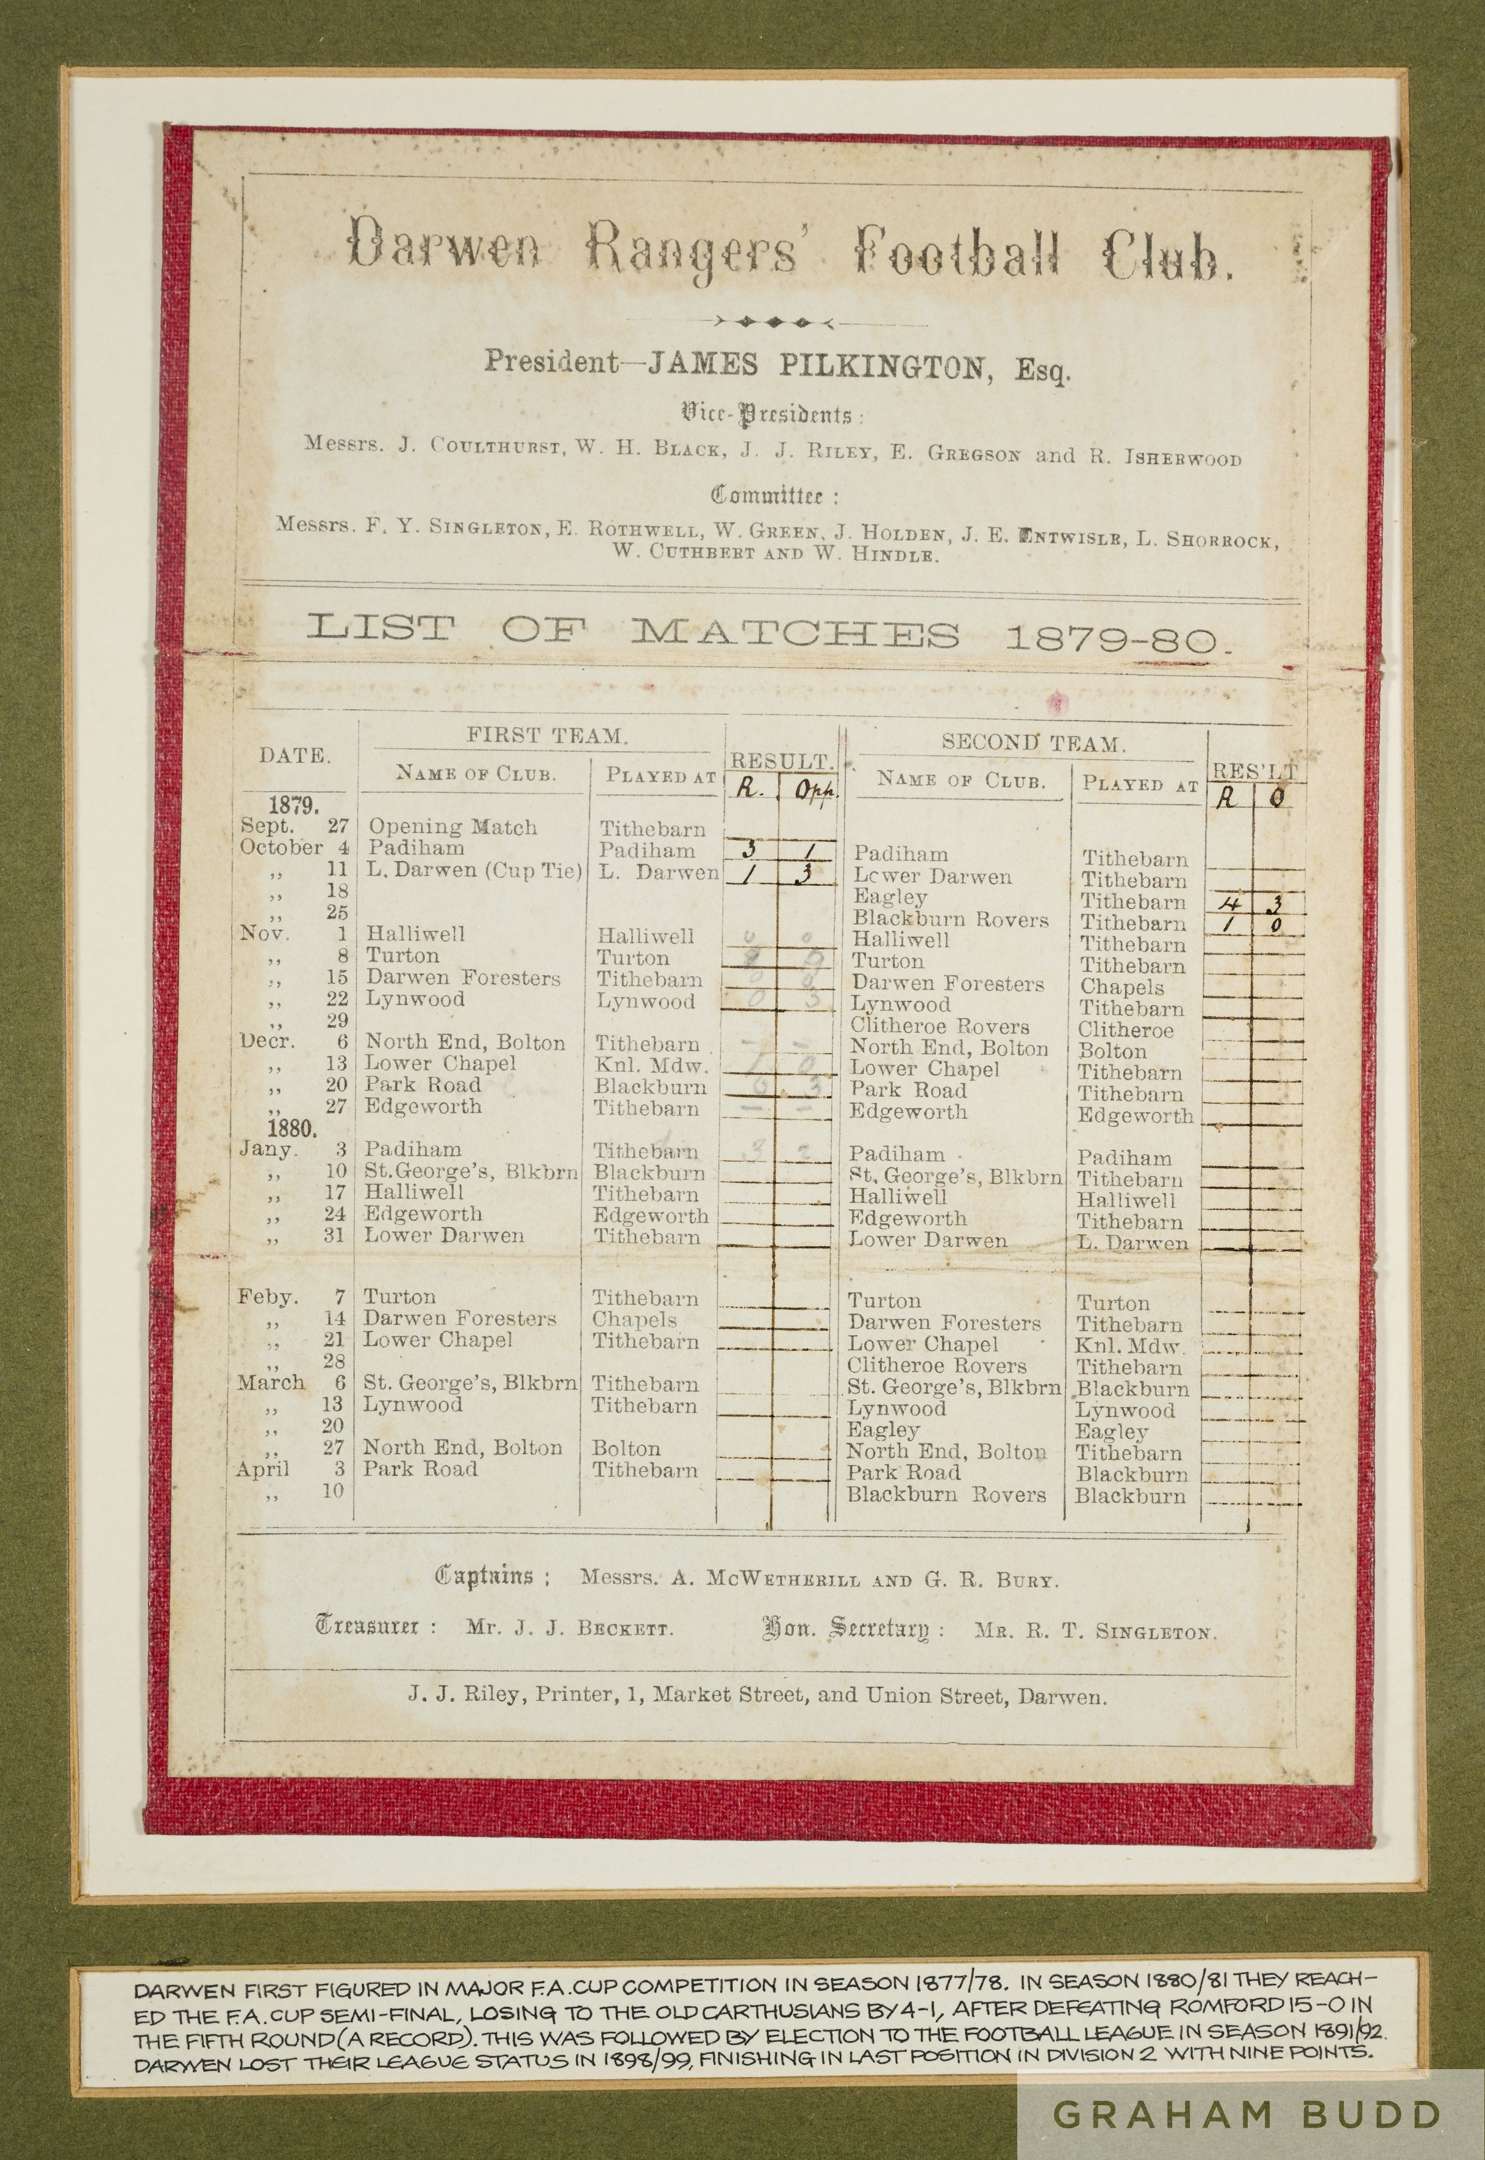 Darwen Rangers' Football Club.
President—JAMES PILKINGTON, Esq.
Vice-Presidents:
Messrs. J. COULTHURST, W. H. BLACK, J. J. RILEY, E. GREGSON and R. ISHERWOOD
Committee:
Messrs. F. Y. SINGLETON, E. ROTHWELL, W. GREEN, J. HOLDEN, J. E. ENTWISLE, L. SHORROCK,
W. CUTHBERT AND W. HINDLE.
LIST OF MATCHES 1879-80.
DATE. FIRST TEAM. RESULT. SECOND TEAM. RES'LT
NAME OF CLUB. PLAYED AT R. Opp. NAME OF CLUB. PLAYED AT R O
1879.
Sept. 27 Opening Match Tithebarn
October 4 Padiham Padiham 3 1 Padiham Tithebarn
,, 11 L. Darwen (Cup Tie) L. Darwen 1 3 Lower Darwen Tithebarn
,, 18 Eagley Tithebarn 4 3
,, 25 Blackburn Rovers Tithebarn 1 0
Nov. 1 Halliwell Halliwell 0 0 Halliwell Tithebarn
,, 8 Turton Turton Turton Tithebarn
,, 15 Darwen Foresters Tithebarn Darwen Foresters Chapels
,, 22 Lynwood Lynwood 0 3 Lynwood Tithebarn
,, 29 Clitheroe Rovers Clitheroe
Decr. 6 North End, Bolton Tithebarn — — North End, Bolton Bolton
,, 13 Lower Chapel Knl. Mdw. 1 0 Lower Chapel Tithebarn
,, 20 Park Road Blackburn 0 3 Park Road Tithebarn
,, 27 Edgeworth Tithebarn — — Edgeworth Edgeworth
1880.
Jany. 3 Padiham Tithebarn 3 2 Padiham Padiham
,, 10 St. George's, Blkbrn Blackburn St. George's, Blkbrn Tithebarn
,, 17 Halliwell Tithebarn Halliwell Halliwell
,, 24 Edgeworth Edgeworth Edgeworth Tithebarn
,, 31 Lower Darwen Tithebarn Lower Darwen L. Darwen
Feby. 7 Turton Tithebarn Turton Turton
,, 14 Darwen Foresters Chapels Darwen Foresters Tithebarn
,, 21 Lower Chapel Tithebarn Lower Chapel Knl. Mdw.
,, 28 Clitheroe Rovers Tithebarn
March 6 St. George's, Blkbrn Tithebarn St. George's, Blkbrn Blackburn
,, 13 Lynwood Tithebarn Lynwood Lynwood
,, 20 Eagley Eagley
,, 27 North End, Bolton Bolton North End, Bolton Tithebarn
April 3 Park Road Tithebarn Park Road Blackburn
,, 10 Blackburn Rovers Blackburn
Captains: Messrs. A. MCWETHERILL AND G. R. BURY.
Treasurer: Mr. J. J. BECKETT. Hon. Secretary: MR. R. T. SINGLETON.
J. J. Riley, Printer, 1, Market Street, and Union Street, Darwen.
DARWEN FIRST FIGURED IN MAJOR F.A. CUP COMPETITION IN SEASON 1877/78. IN SEASON 1880/81 THEY REACH-
ED THE F.A. CUP SEMI-FINAL, LOSING TO THE OLD CARTHUSIANS BY 4-1, AFTER DEFEATING ROMFORD 15-0 IN
THE FIFTH ROUND (A RECORD). THIS WAS FOLLOWED BY ELECTION TO THE FOOTBALL LEAGUE IN SEASON 1891/92.
DARWEN LOST THEIR LEAGUE STATUS IN 1898/99, FINISHING IN LAST POSITION IN DIVISION 2 WITH NINE POINTS.
GRAHAM BUDD